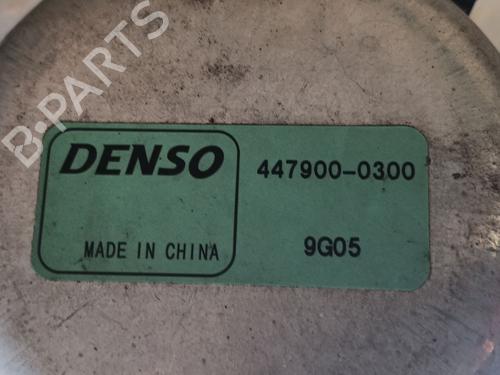 B-PARTS
DENSO
447900-0300
MADE IN CHINA
9G05